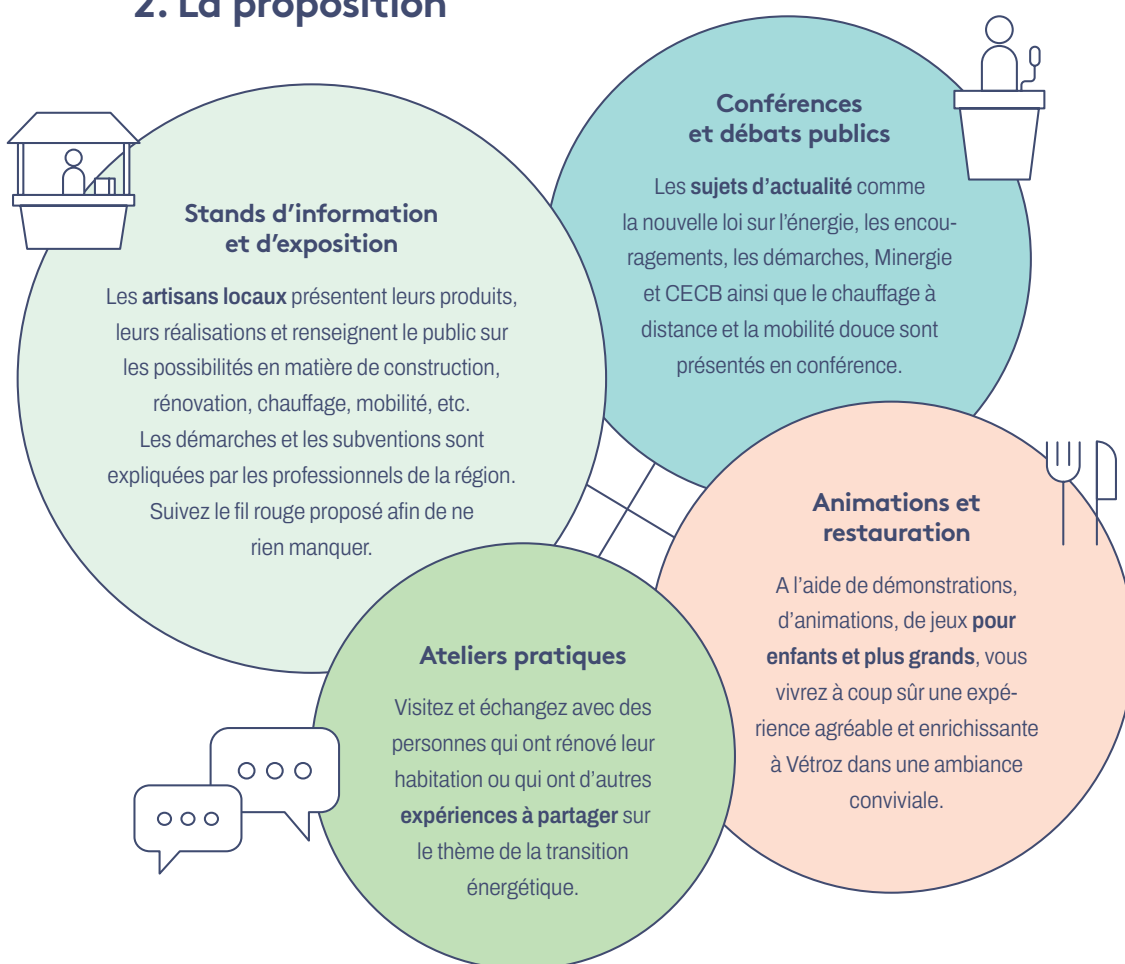 2. La proposition
Stands d’information
et d’exposition
Les artisans locaux présentent leurs produits,
leurs réalisations et renseignent le public sur
les possibilités en matière de construction,
rénovation, chauffage, mobilité, etc.
Les démarches et les subventions sont
expliquées par les professionnels de la région.
Suivez le fil rouge proposé afin de ne
rien manquer.
Conférences
et débats publics
Les sujets d’actualité comme
la nouvelle loi sur l’énergie, les encou-
ragements, les démarches, Minergie
et CECB ainsi que le chauffage à
distance et la mobilité douce sont
présentés en conférence.
Animations et
restauration
A l’aide de démonstrations,
d’animations, de jeux pour
enfants et plus grands, vous
vivrez à coup sûr une expé-
rience agréable et enrichissante
à Vétroz dans une ambiance
conviviale.
Ateliers pratiques
Visitez et échangez avec des
personnes qui ont rénové leur
habitation ou qui ont d’autres
expériences à partager sur
le thème de la transition
énergétique.